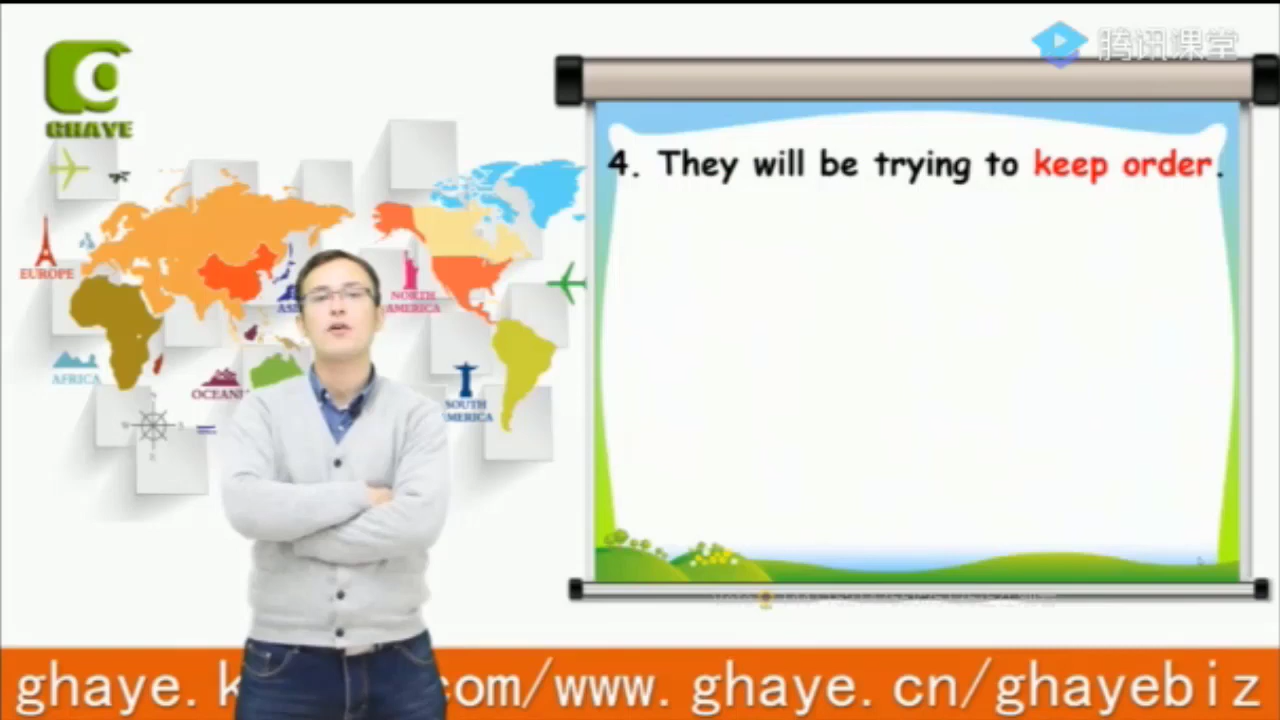 GHAYE
腾讯课堂
4. They will be trying to keep order.
EUROPE
NORTH
AMERICA
AFRICA
SOUTH
AMERICA
ghaye.k com/www.ghaye.cn/ghayebiz